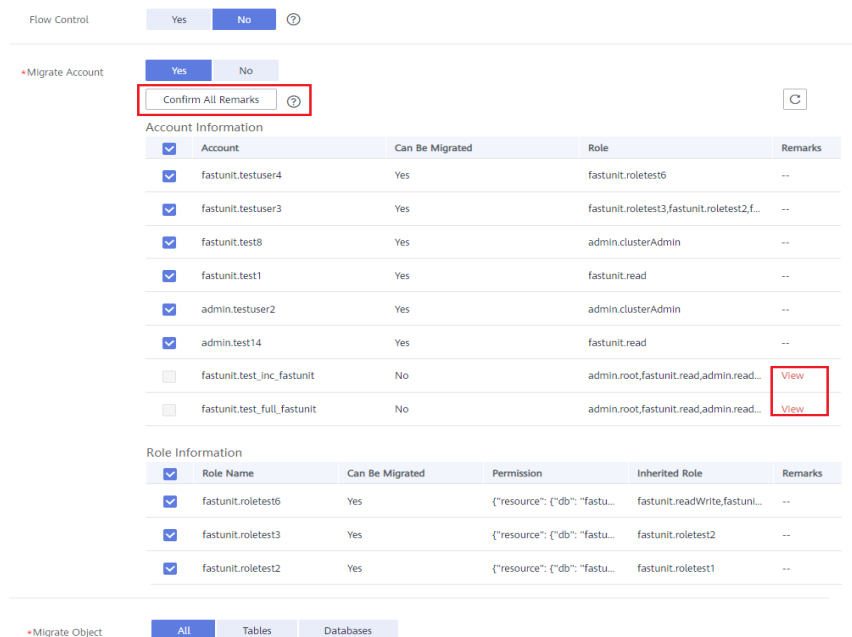 Flow Control Yes No ?
*Migrate Account Yes No
Confirm All Remarks ?
Account Information
Account Can Be Migrated Role Remarks
fastunit.testuser4 Yes fastunit.roletest6 --
fastunit.testuser3 Yes fastunit.roletest3,fastunit.roletest2,f... --
fastunit.test8 Yes admin.clusterAdmin --
fastunit.test1 Yes fastunit.read --
admin.testuser2 Yes admin.clusterAdmin --
admin.test14 Yes fastunit.read --
fastunit.test_inc_fastunit No admin.root,fastunit.read,admin.read... View
fastunit.test_full_fastunit No admin.root,fastunit.read,admin.read... View
Role Information
Role Name Can Be Migrated Permission Inherited Role Remarks
fastunit.roletest6 Yes {"resource": {"db": "fastu... fastunit.readWrite,fastuni... --
fastunit.roletest3 Yes {"resource": {"db": "fastu... fastunit.roletest2 --
fastunit.roletest2 Yes {"resource": {"db": "fastu... fastunit.roletest1 --
*Migrate Object All Tables Databases